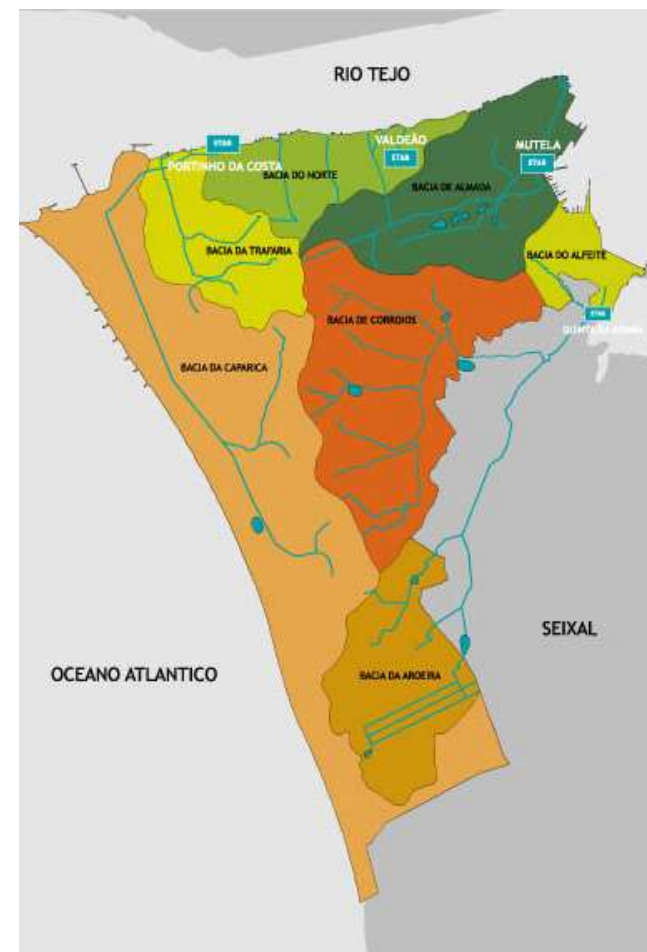 RIO TEJO
ETAR
VALDEÃO
ETAR
MUTELA
ETAR
PORTINHO DA COSTA
BACIA DO NORTE
BACIA DE ALMADA
BACIA DA TRAFARIA
BACIA DO ALFEITE
ETAR
BACIA DE CORROIOS
BACIA DA CAPARICA
SEIXAL
OCEANO ATLANTICO
BACIA DA AROEIRA